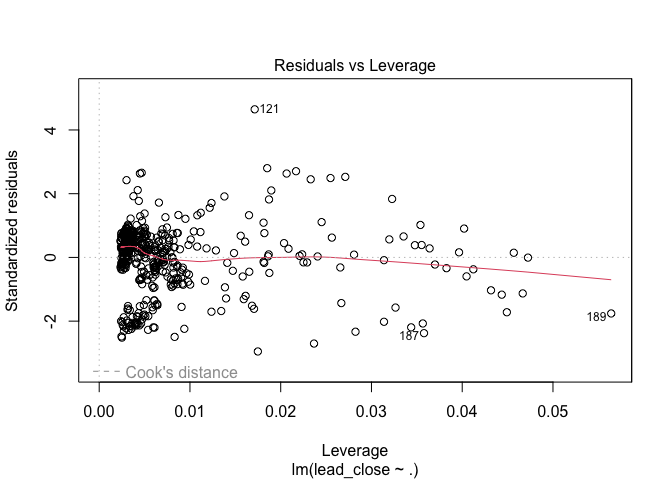 Residuals vs Leverage
Standardized residuals
4
2
0
-2
121
187
189
Cook's distance
0.00 0.01 0.02 0.03 0.04 0.05
Leverage
lm(lead_close ~ .)